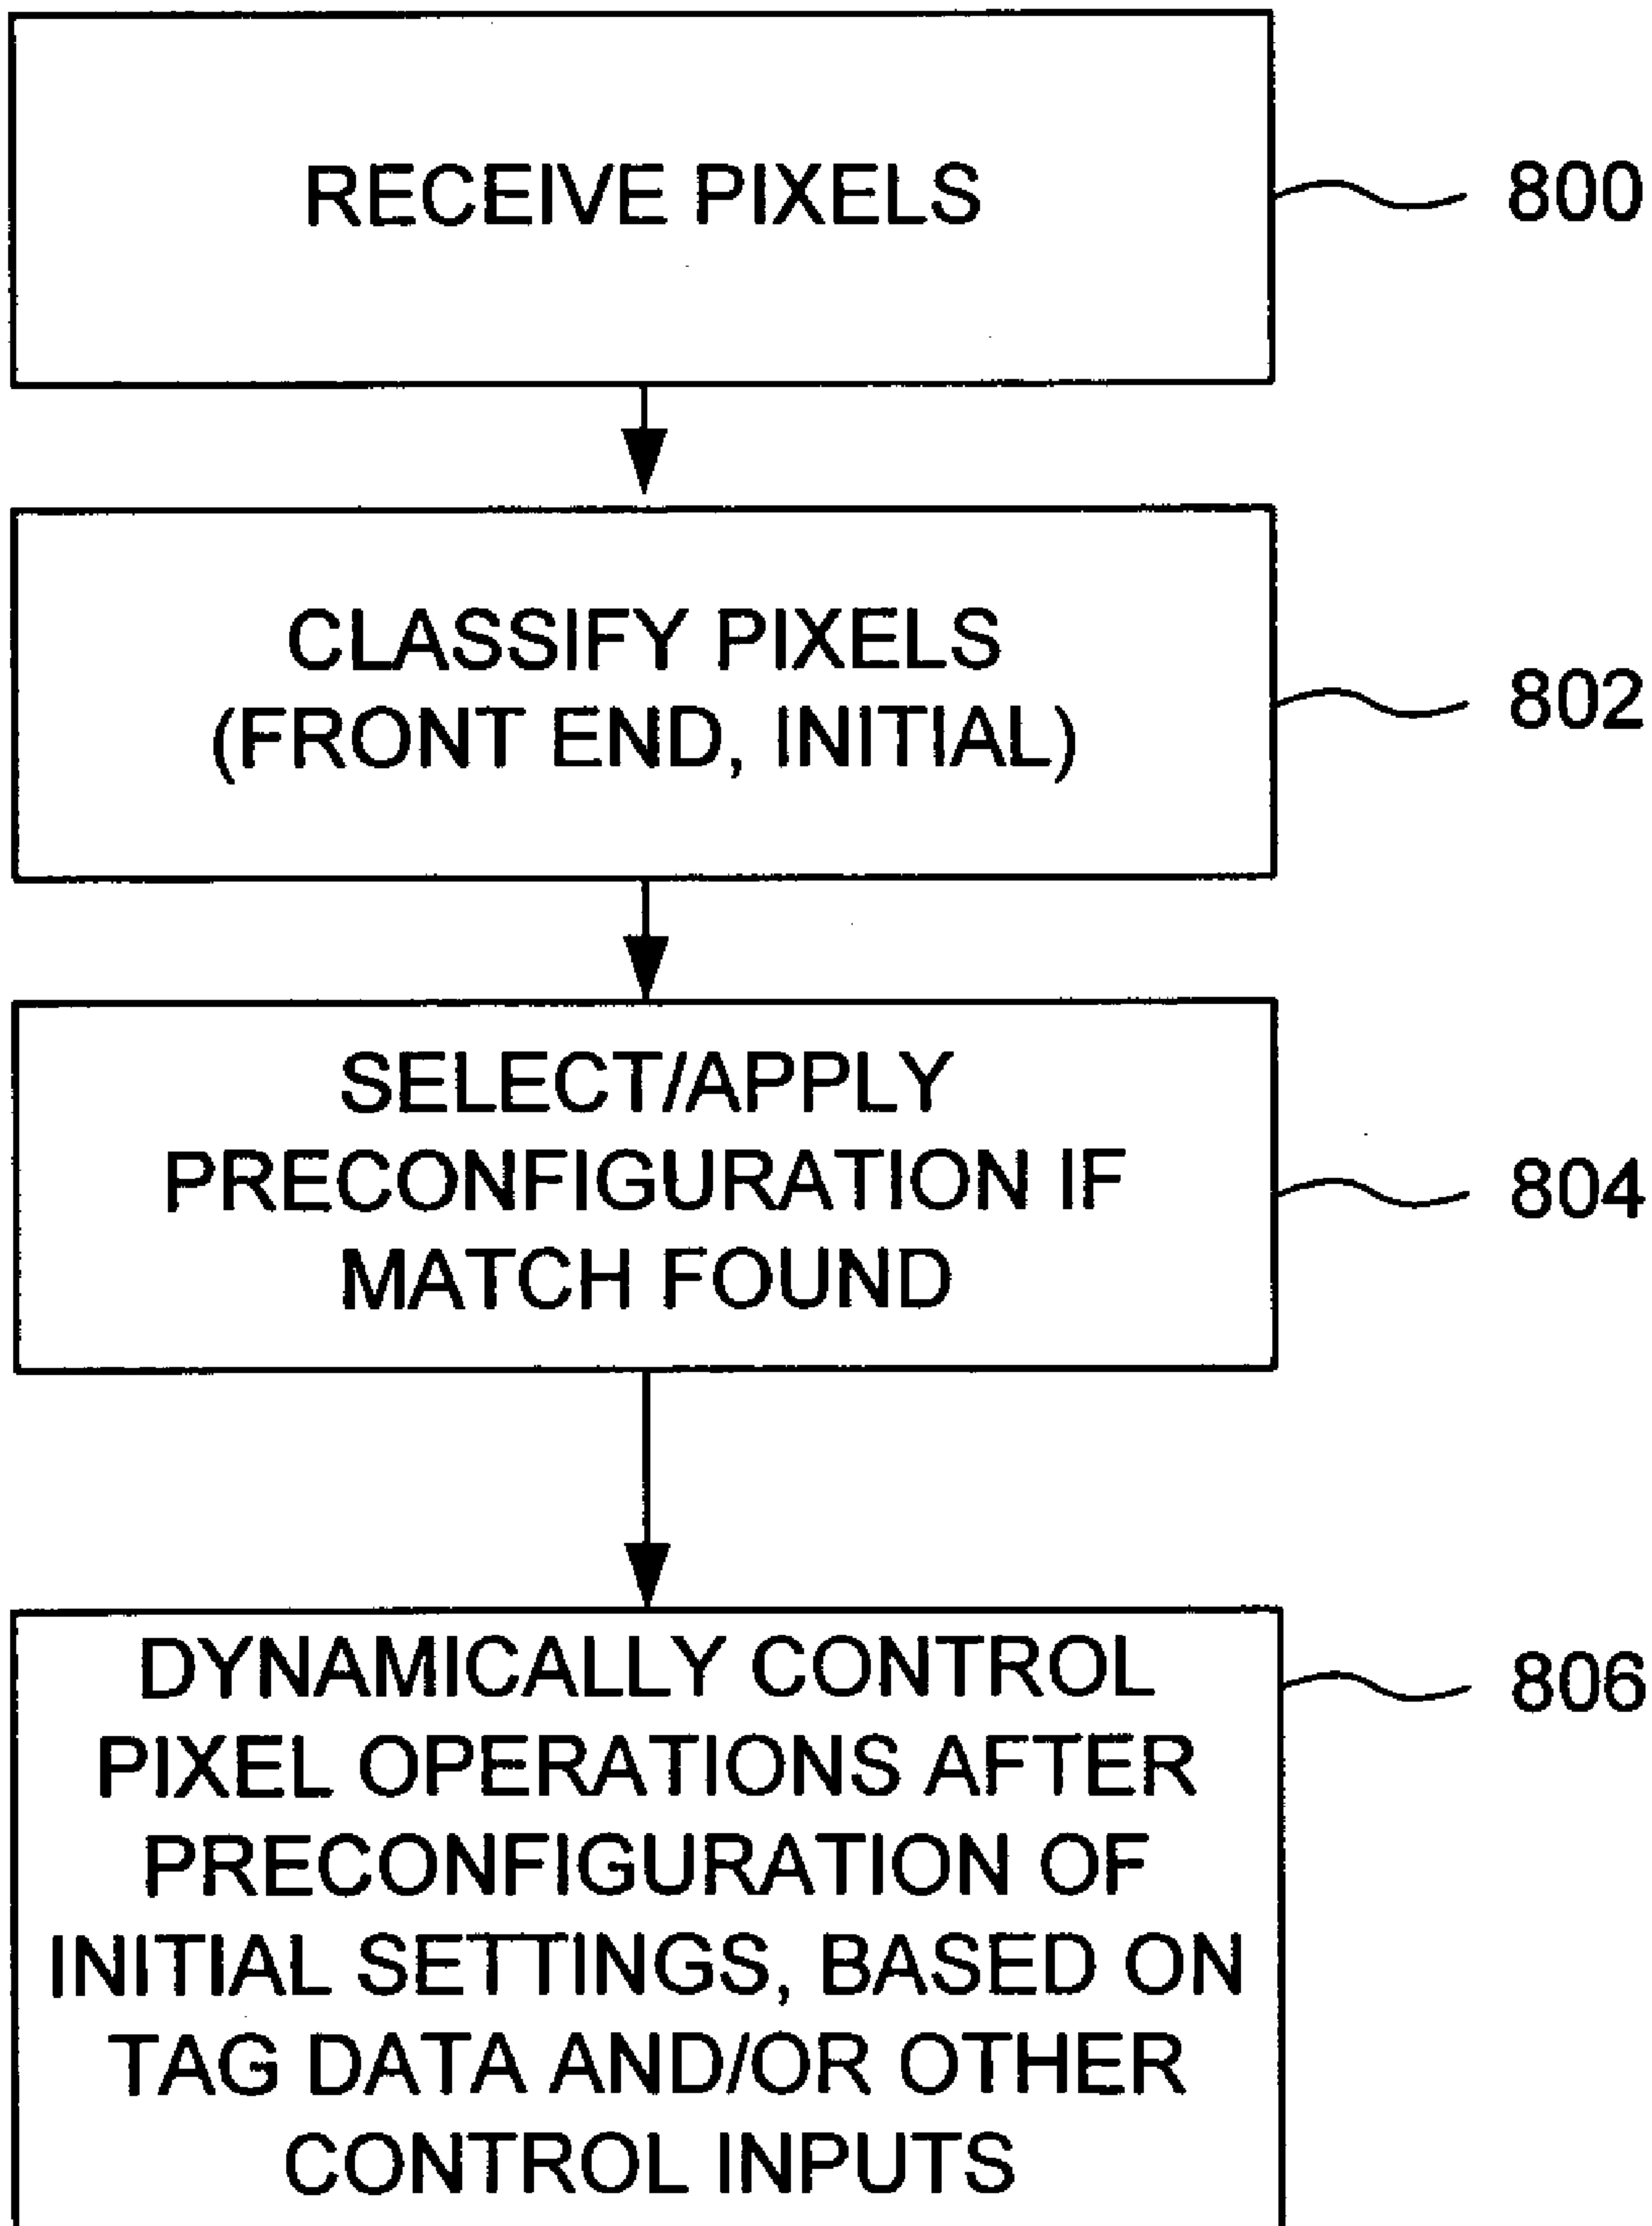 RECEIVE PIXELS
800
CLASSIFY PIXELS
(FRONT END, INITIAL)
802
SELECT/APPLY
PRECONFIGURATION IF
MATCH FOUND
804
DYNAMICALLY CONTROL
PIXEL OPERATIONS AFTER
PRECONFIGURATION OF
INITIAL SETTINGS, BASED ON
TAG DATA AND/OR OTHER
CONTROL INPUTS
806